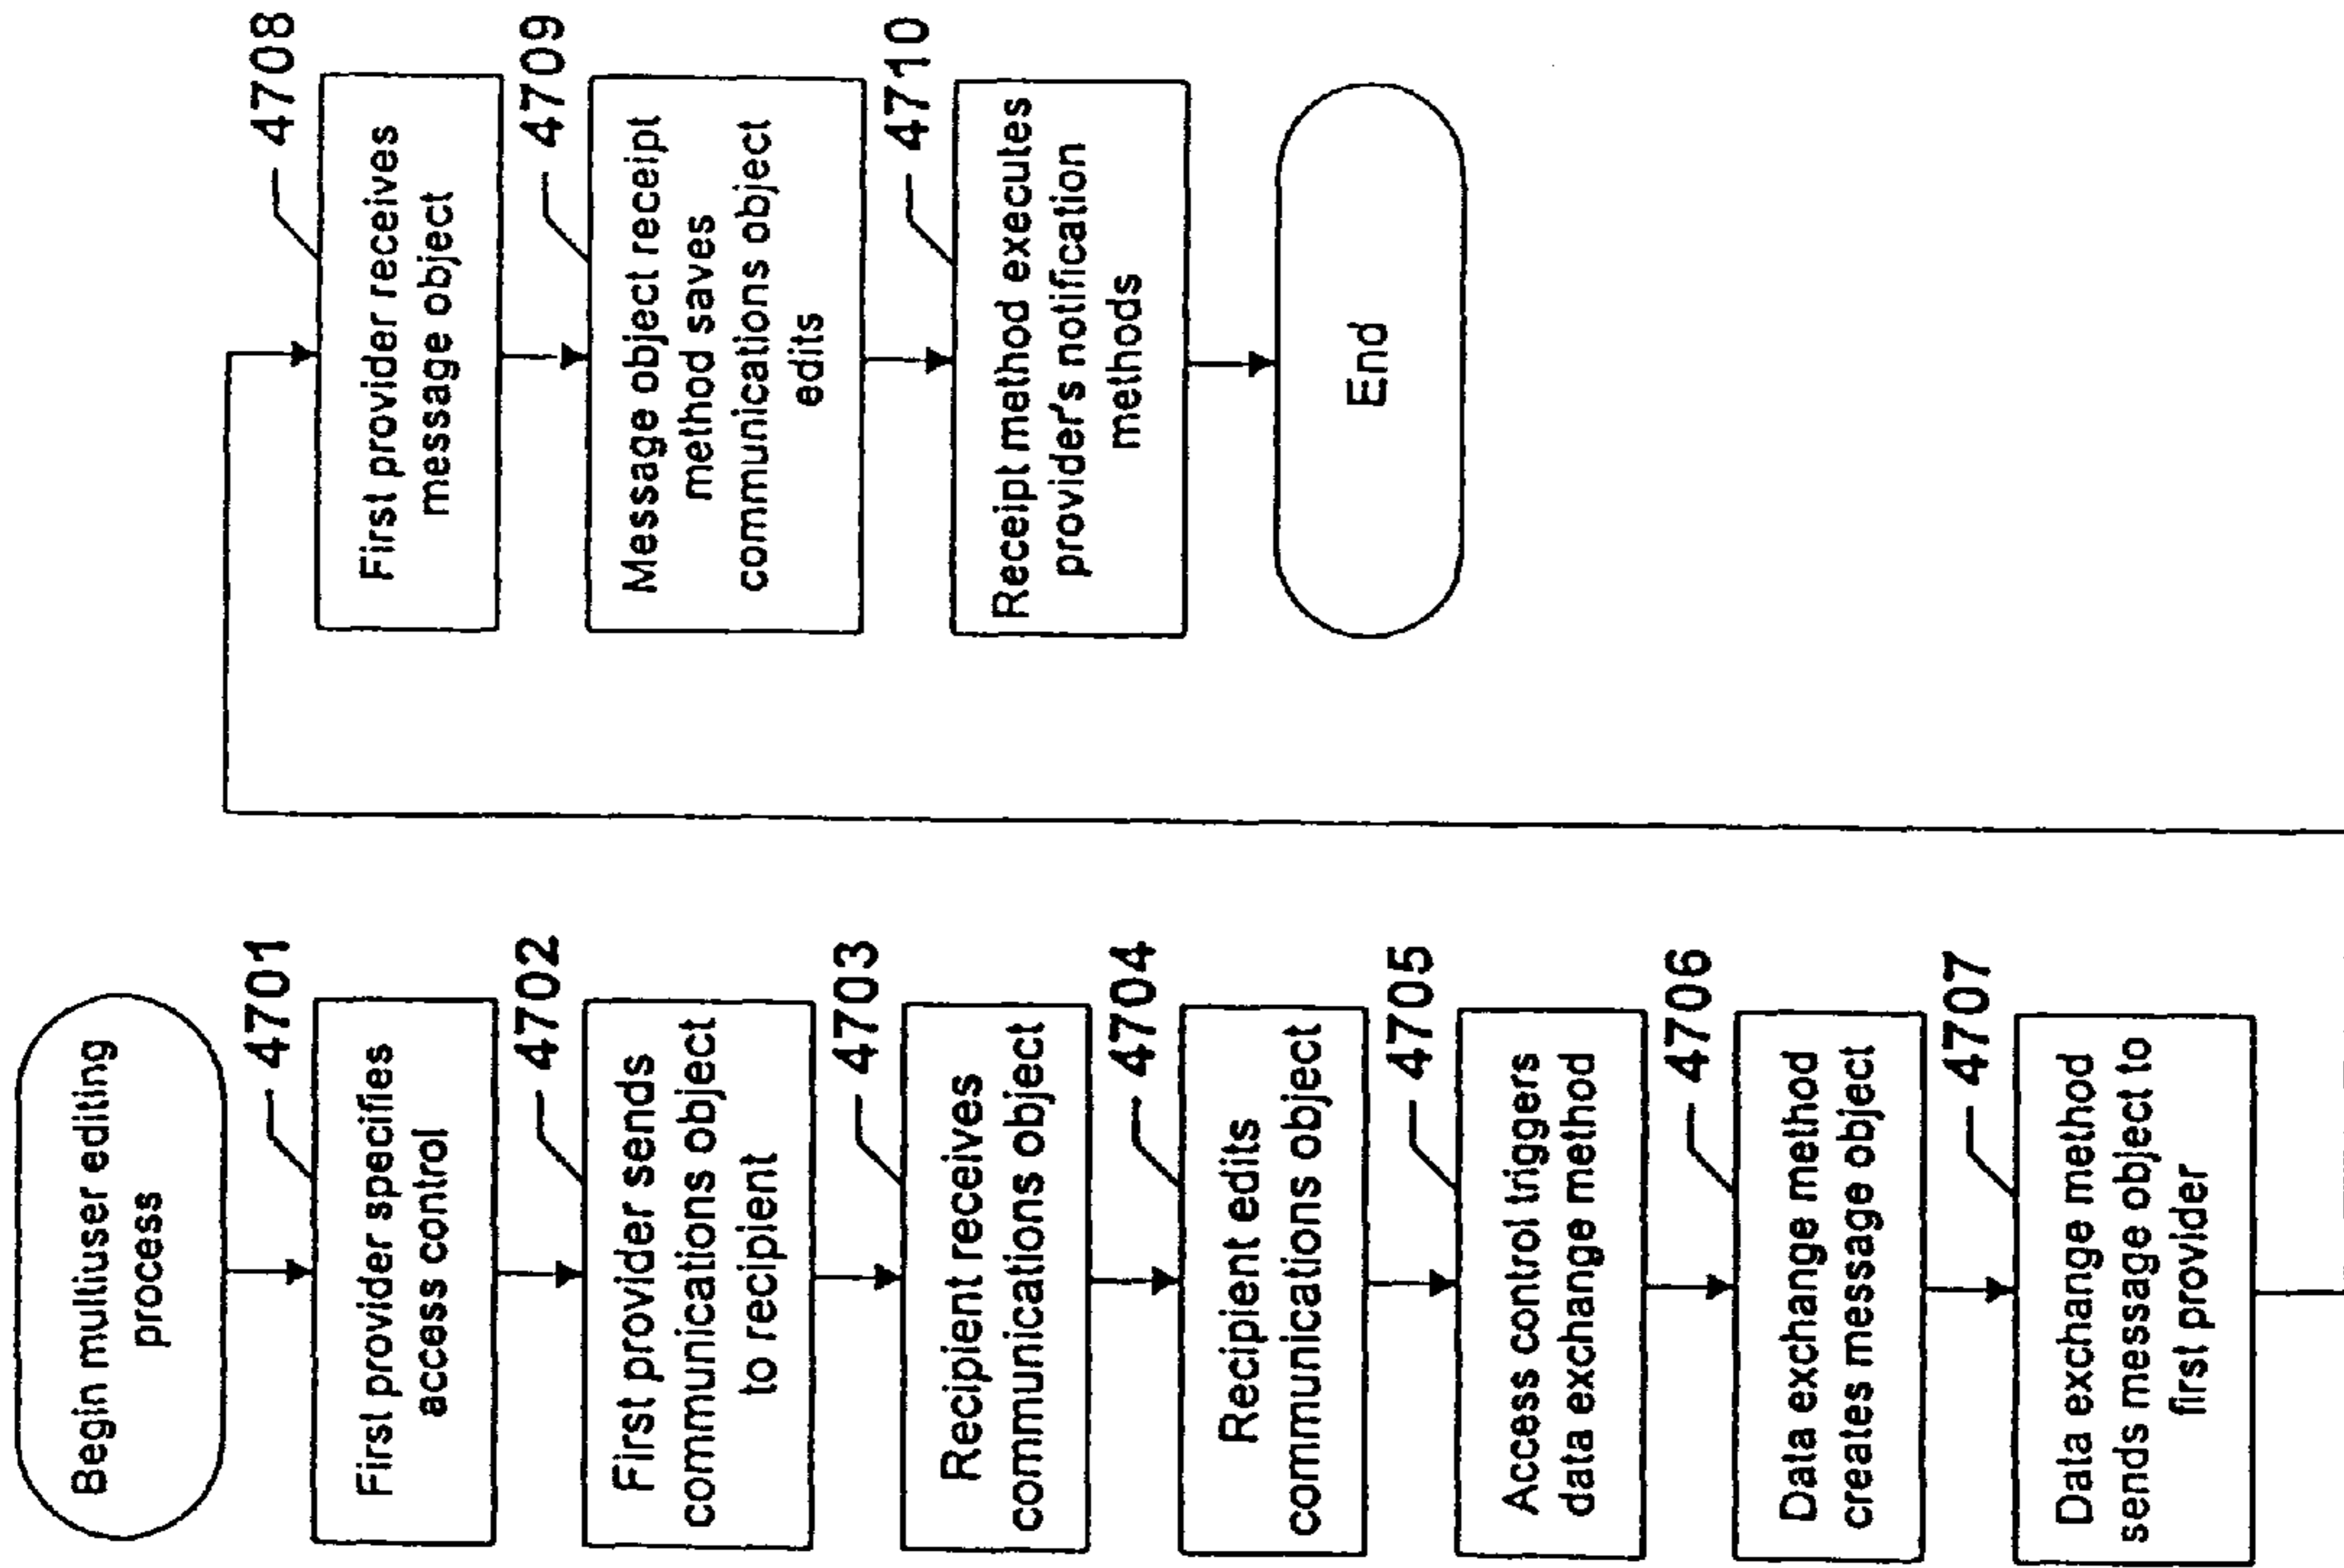 Begin multiuser editing
process
4701
First provider specifies
access control
4702
First provider sends
communications object
to recipient
4703
Recipient receives
communications object
4704
Recipient edits
communications object
4705
Access control triggers
data exchange method
4706
Data exchange method
creates message object
4707
Data exchange method
sends message object to
first provider
4708
First provider receives
message object
4709
Message object receipt
method saves
communications object
edits
4710
Receipt method executes
provider's notification
methods
End